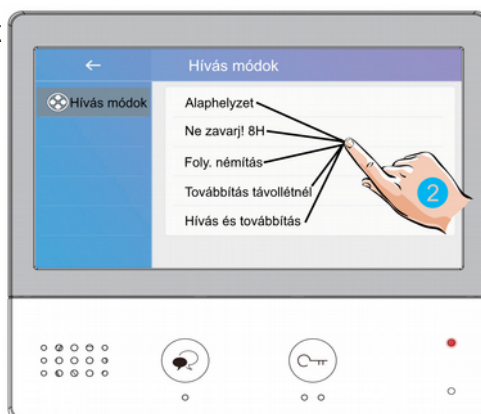 Hívás módok
Hívás módok
Alaphelyzet
Ne zavarj! 8H
Foly. némítás
Továbbítás távollétnél
Hívás és továbbítás
2